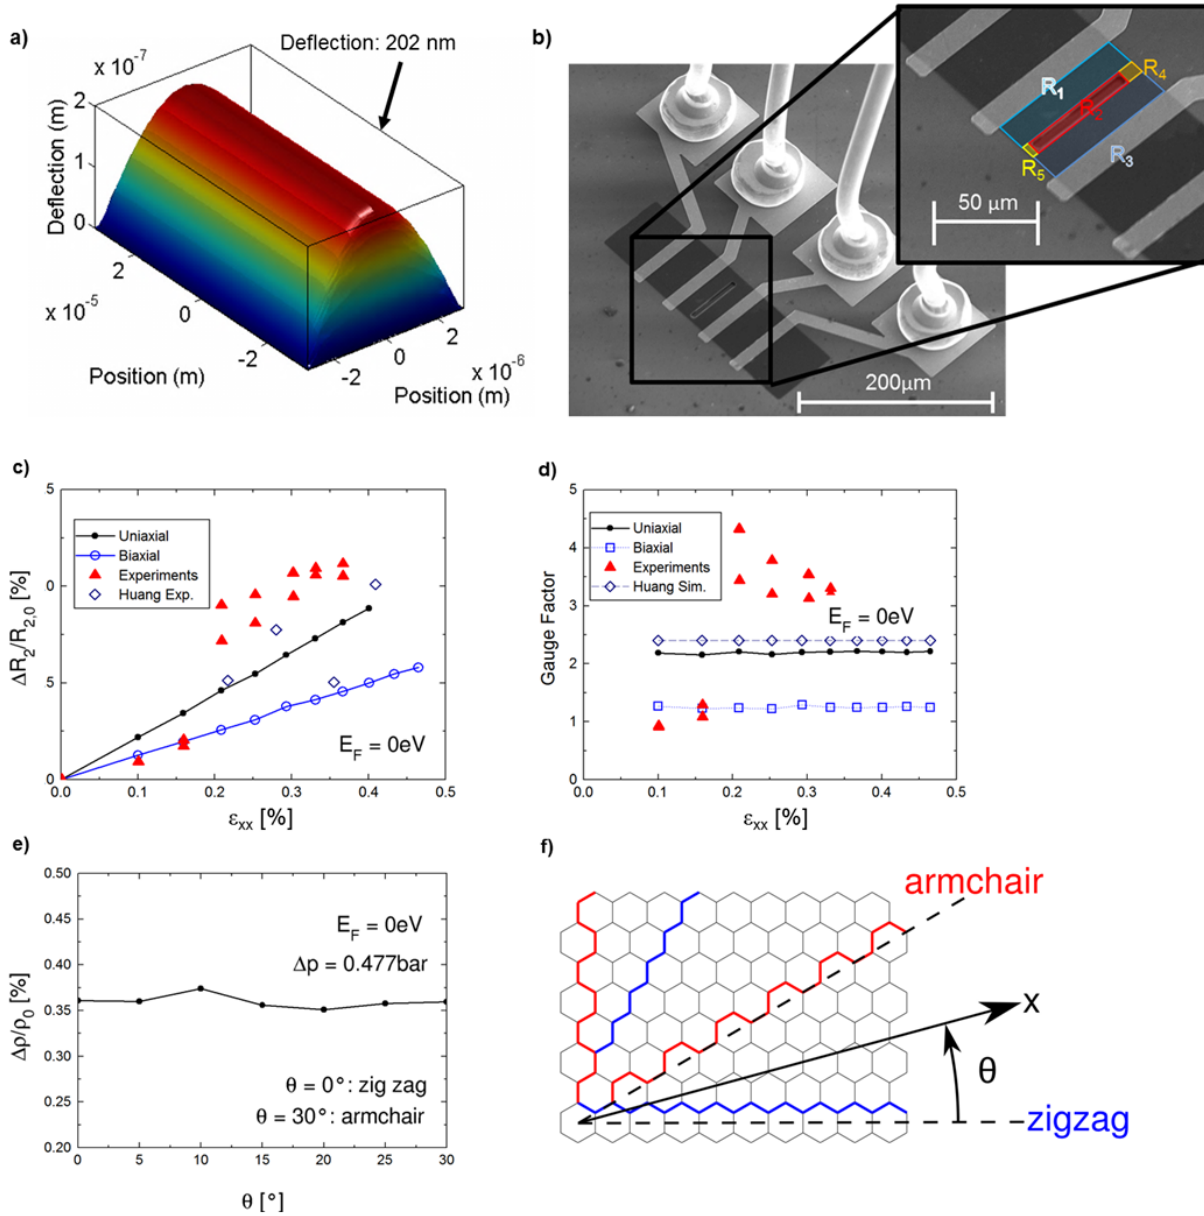 a)
Deflection: 202 nm
x 10⁻⁷
Deflection (m)
2
1
0
x 10⁻⁵
2
0
-2
Position (m)
-2
0
2
x 10⁻⁶
Position (m)
b)
R₁
R₂
R₃
R₄
R₅
50 µm
200µm
c)
ΔR₂/R₂,₀ [%]
5
0
5
0
Uniaxial
Biaxial
Experiments
Huang Exp.
E_F = 0eV
0.0 0.1 0.2 0.3 0.4 0.5
εxx [%]
d)
Gauge Factor
5
4
3
2
1
0
Uniaxial
Biaxial
Experiments
Huang Sim.
E_F = 0eV
0.0 0.1 0.2 0.3 0.4 0.5
εxx [%]
e)
Δρ/ρ₀ [%]
0.50
0.45
0.40
0.35
0.30
0.25
0.20
E_F = 0eV
Δp = 0.477bar
θ = 0°: zig zag
θ = 30°: armchair
0 5 10 15 20 25 30
θ [°]
f)
armchair
x
θ
zigzag